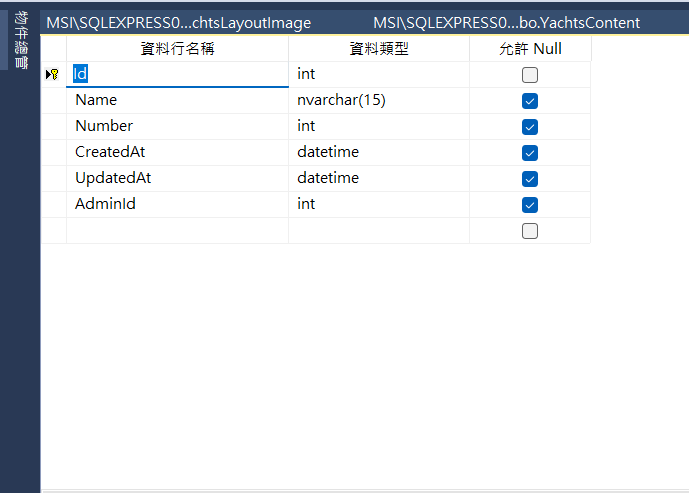 物件總管
MSI\SQLEXPRESS0...chtsLayoutImage MSI\SQLEXPRESS0...bo.YachtsContent
資料行名稱 資料類型 允許 Null
Id int
Name nvarchar(15)
Number int
CreatedAt datetime
UpdatedAt datetime
AdminId int